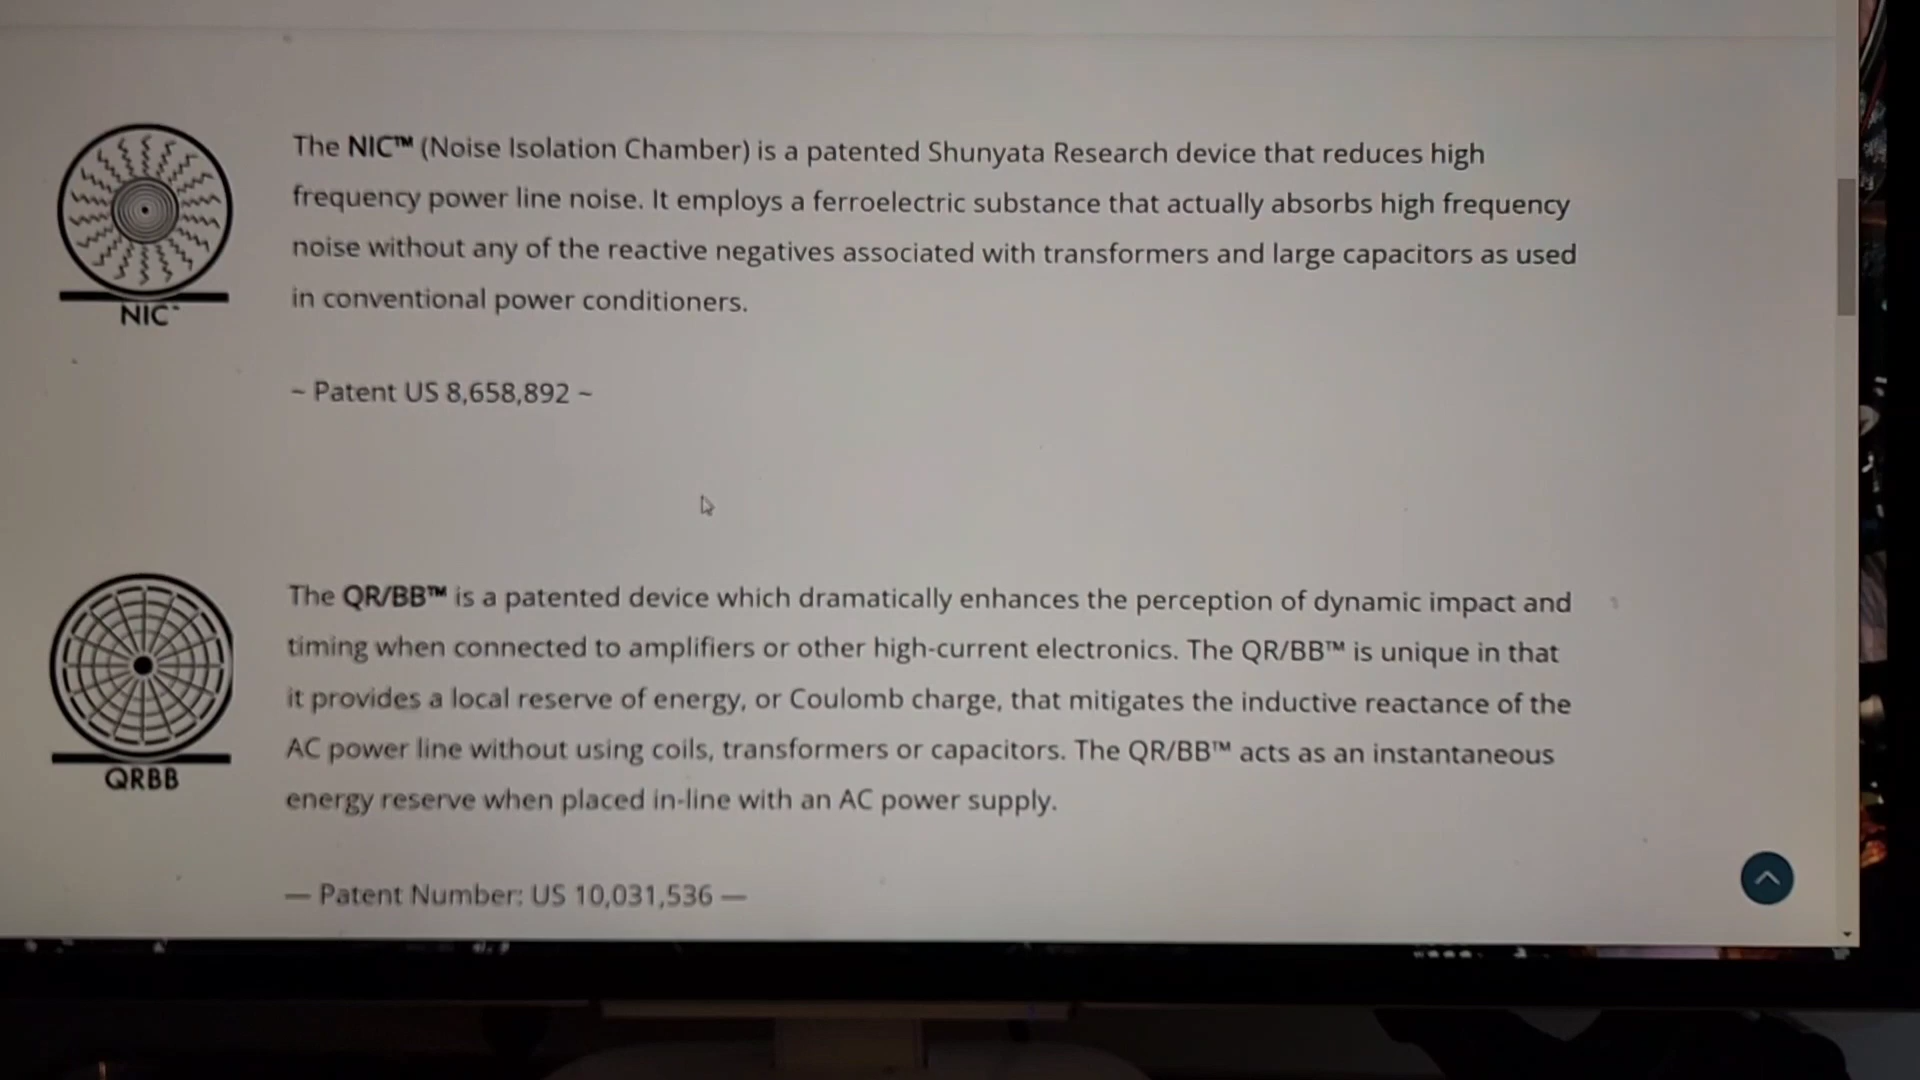 The NIC™ (Noise Isolation Chamber) is a patented Shunyata Research device that reduces high
frequency power line noise. It employs a ferroelectric substance that actually absorbs high frequency
noise without any of the reactive negatives associated with transformers and large capacitors as used
in conventional power conditioners.
NIC
~ Patent US 8,658,892 ~
The QR/BB™ is a patented device which dramatically enhances the perception of dynamic impact and
timing when connected to amplifiers or other high-current electronics. The QR/BB™ is unique in that
it provides a local reserve of energy, or Coulomb charge, that mitigates the inductive reactance of the
AC power line without using coils, transformers or capacitors. The QR/BB™ acts as an instantaneous
energy reserve when placed in-line with an AC power supply.
QRBB
— Patent Number: US 10,031,536 —